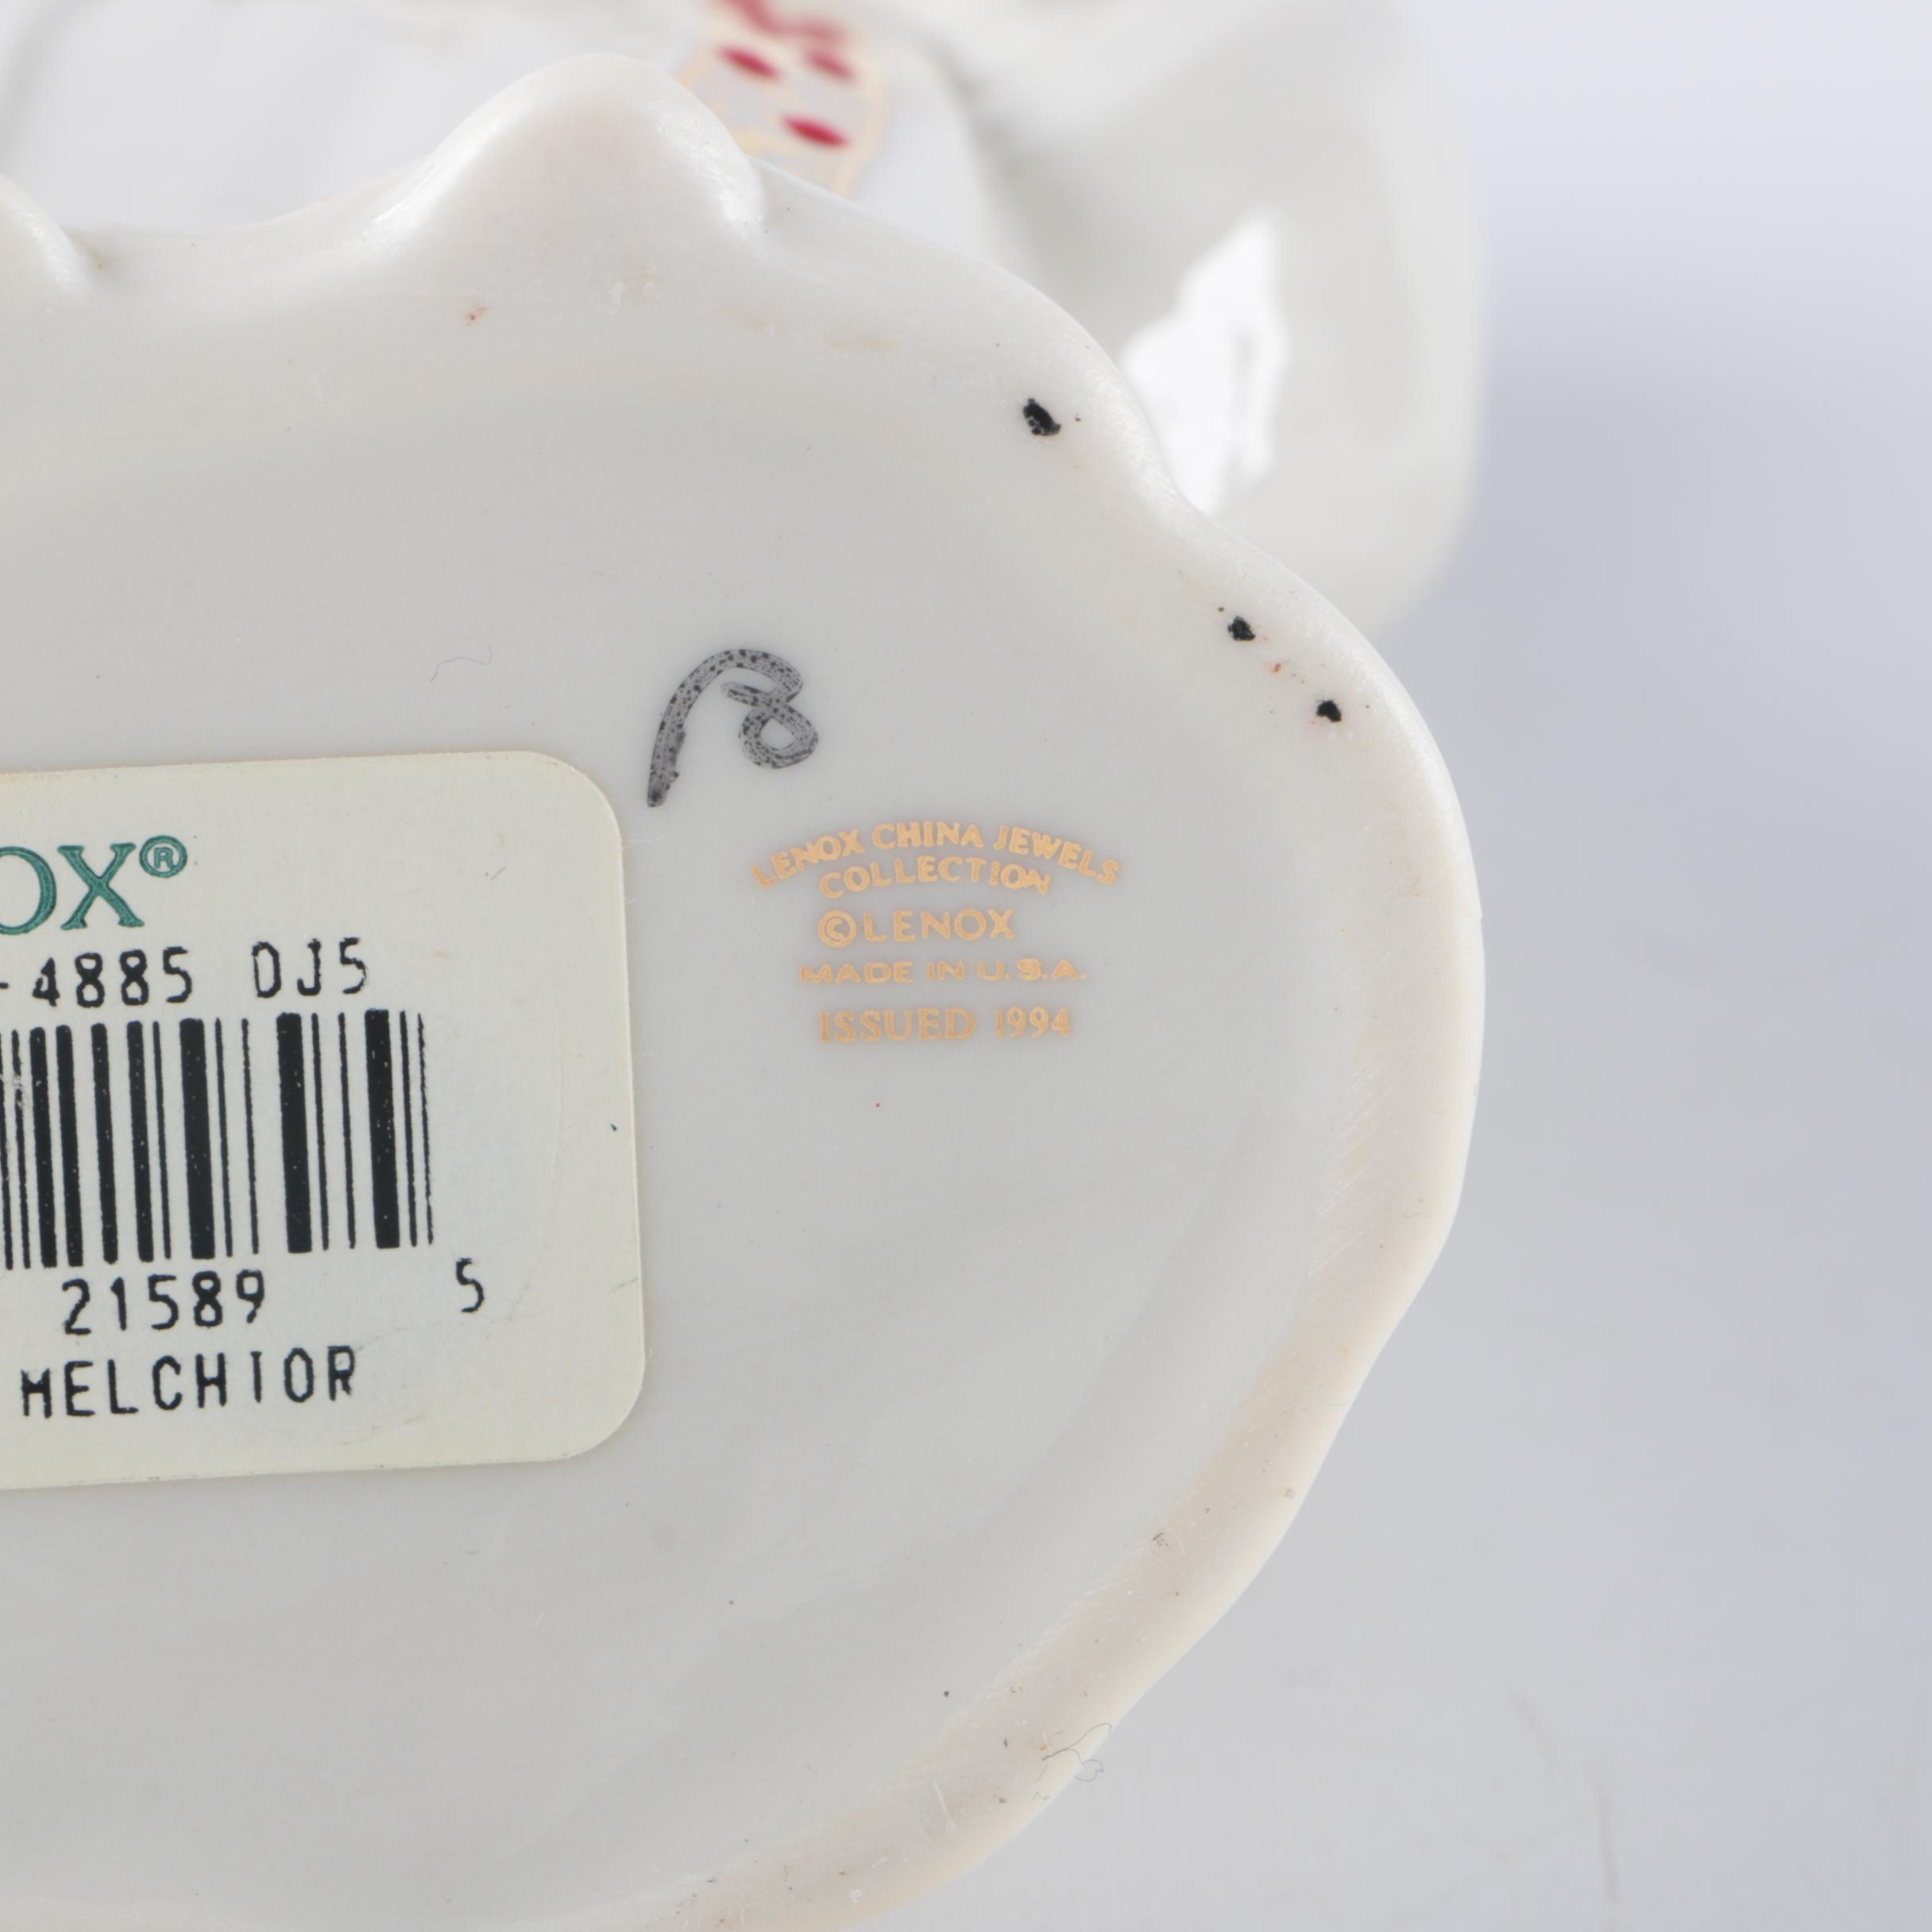 OX®
-4885 DJ5
21589 5
MELCHIOR
LENOX CHINA JEWELS
COLLECTION
©LENOX
MADE IN U.S.A.
ISSUED 1994